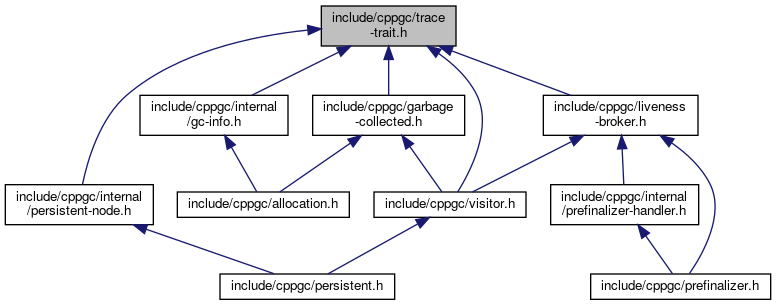 include/cppgc/trace
-trait.h
include/cppgc/internal
/gc-info.h
include/cppgc/garbage
-collected.h
include/cppgc/liveness
-broker.h
include/cppgc/internal
/persistent-node.h
include/cppgc/allocation.h
include/cppgc/visitor.h
include/cppgc/internal
/prefinalizer-handler.h
include/cppgc/persistent.h
include/cppgc/prefinalizer.h